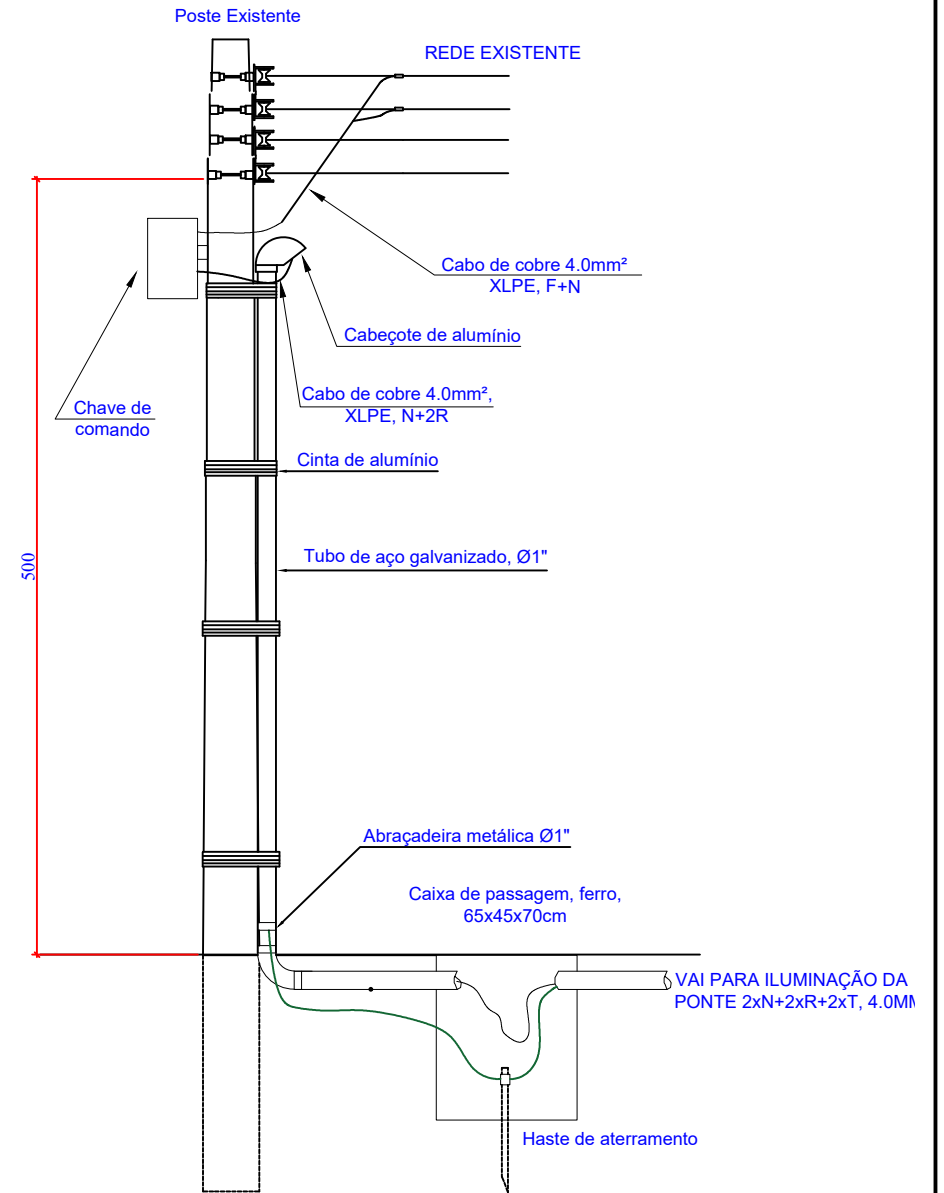 Poste Existente
REDE EXISTENTE
Cabo de cobre 4.0mm²
XLPE, F+N
Cabeçote de alumínio
Cabo de cobre 4.0mm²,
XLPE, N+2R
Chave de
comando
Cinta de alumínio
Tubo de aço galvanizado, Ø1"
500
Abraçadeira metálica Ø1"
Caixa de passagem, ferro,
65x45x70cm
VAI PARA ILUMINAÇÃO DA
PONTE 2xN+2xR+2xT, 4.0M
Haste de aterramento